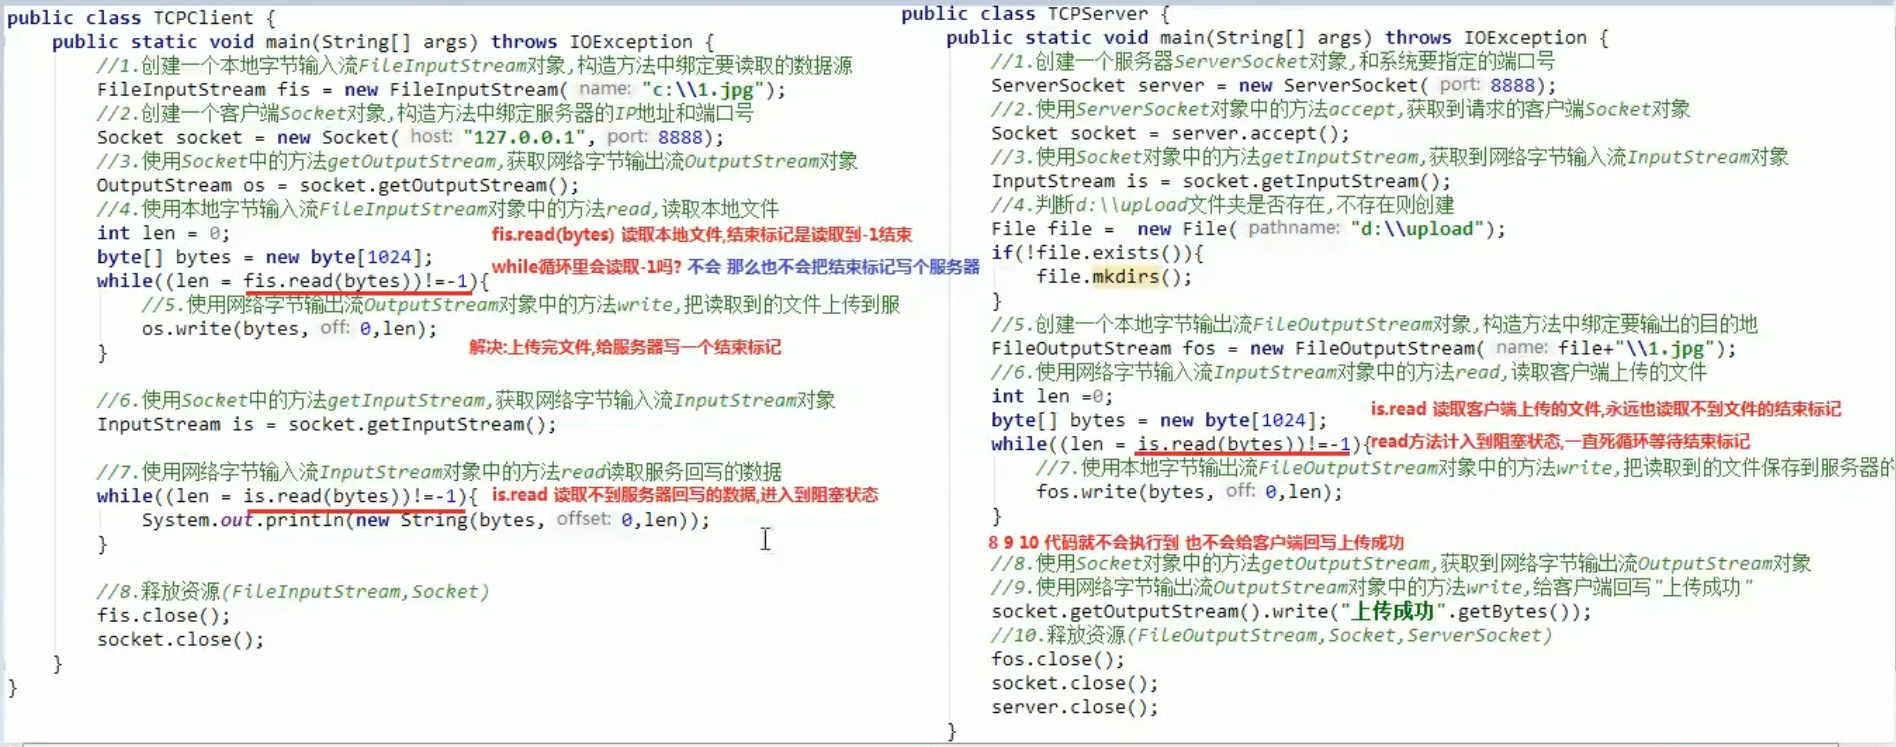 public class TCPClient {
public static void main(String[] args) throws IOException {
//1.创建一个本地字节输入流FileInputStream对象,构造方法中绑定要读取的数据源
FileInputStream fis = new FileInputStream( name: "c:\\1.jpg");
//2.创建一个客户端Socket对象,构造方法中绑定服务器的IP地址和端口号
Socket socket = new Socket( host: "127.0.0.1", port: 8888);
//3.使用Socket中的方法getOutputStream,获取网络字节输出流OutputStream对象
OutputStream os = socket.getOutputStream();
//4.使用本地字节输入流FileInputStream对象中的方法read,读取本地文件
int len = 0;
fis.read(bytes) 读取本地文件,结束标记是读取到-1结束
byte[] bytes = new byte[1024];
while循环里会读取-1吗? 不会 那么也不会把结束标记写个服务器
while((len = fis.read(bytes))!=-1){
//5.使用网络字节输出流OutputStream对象中的方法write,把读取到的文件上传到服
os.write(bytes, off: 0,len);
解决:上传完文件,给服务器写一个结束标记
}
//6.使用Socket中的方法getInputStream,获取网络字节输入流InputStream对象
InputStream is = socket.getInputStream();
//7.使用网络字节输入流InputStream对象中的方法read读取服务回写的数据
while((len = is.read(bytes))!=-1){ is.read 读取不到服务器回写的数据,进入到阻塞状态
System.out.println(new String(bytes, offset: 0,len));
}
//8.释放资源(FileInputStream,Socket)
fis.close();
socket.close();
}
}
public class TCPServer {
public static void main(String[] args) throws IOException {
//1.创建一个服务器ServerSocket对象,和系统要指定的端口号
ServerSocket server = new ServerSocket( port: 8888);
//2.使用ServerSocket对象中的方法accept,获取到请求的客户端Socket对象
Socket socket = server.accept();
//3.使用Socket对象中的方法getInputStream,获取到网络字节输入流InputStream对象
InputStream is = socket.getInputStream();
//4.判断d:\\upload文件夹是否存在,不存在则创建
File file =  new File( pathname: "d:\\upload");
if(!file.exists()){
file.mkdirs();
}
//5.创建一个本地字节输出流FileOutputStream对象,构造方法中绑定要输出的目的地
FileOutputStream fos = new FileOutputStream( name: file+"\\1.jpg");
//6.使用网络字节输入流InputStream对象中的方法read,读取客户端上传的文件
int len =0;
is.read 读取客户端上传的文件,永远也读取不到文件的结束标记
byte[] bytes = new byte[1024];
while((len = is.read(bytes))!=-1){read方法计入到阻塞状态,一直死循环等待结束标记
//7.使用本地字节输出流FileOutputStream对象中的方法write,把读取到的文件保存到服务器的
fos.write(bytes, off: 0,len);
}
8 9 10 代码就不会执行到 也不会给客户端回写上传成功
//8.使用Socket对象中的方法getOutputStream,获取到网络字节输出流OutputStream对象
//9.使用网络字节输出流OutputStream对象中的方法write,给客户端回写"上传成功"
socket.getOutputStream().write("上传成功".getBytes());
//10.释放资源(FileOutputStream,Socket,ServerSocket)
fos.close();
socket.close();
server.close();
}